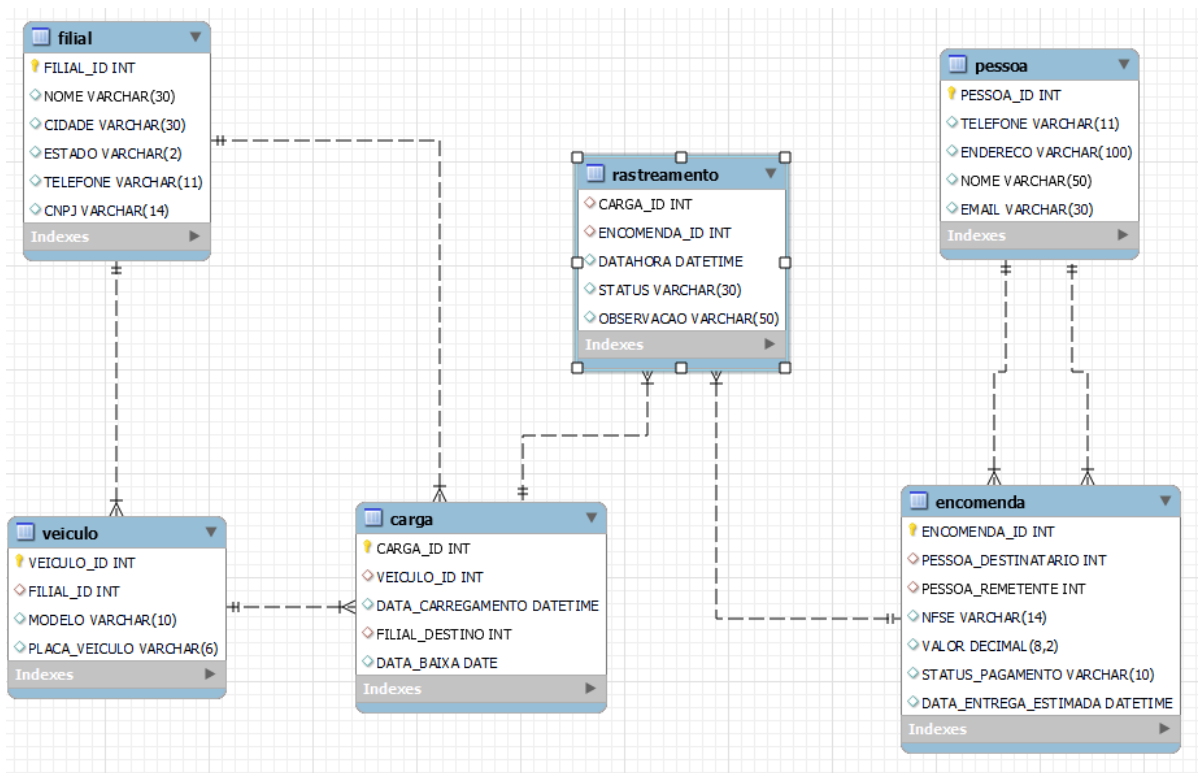 filial
FILIAL_ID INT
NOME VARCHAR(30)
CIDADE VARCHAR(30)
ESTADO VARCHAR(2)
TELEFONE VARCHAR(11)
CNPJ VARCHAR(14)
Indexes
pessoa
PESSOA_ID INT
TELEFONE VARCHAR(11)
ENDERECO VARCHAR(100)
NOME VARCHAR(50)
EMAIL VARCHAR(30)
Indexes
rastreamento
CARGA_ID INT
ENCOMENDA_ID INT
DATAHORA DATETIME
STATUS VARCHAR(30)
OBSERVACAO VARCHAR(50)
Indexes
veiculo
VEICULO_ID INT
FILIAL_ID INT
MODELO VARCHAR(10)
PLACA_VEICULO VARCHAR(6)
Indexes
carga
CARGA_ID INT
VEICULO_ID INT
DATA_CARREGAMENTO DATETIME
FILIAL_DESTINO INT
DATA_BAIXA DATE
Indexes
encomenda
ENCOMENDA_ID INT
PESSOA_DESTINATARIO INT
PESSOA_REMETENTE INT
NFSE VARCHAR(14)
VALOR DECIMAL(8,2)
STATUS_PAGAMENTO VARCHAR(10)
DATA_ENTREGA_ESTIMADA DATETIME
Indexes